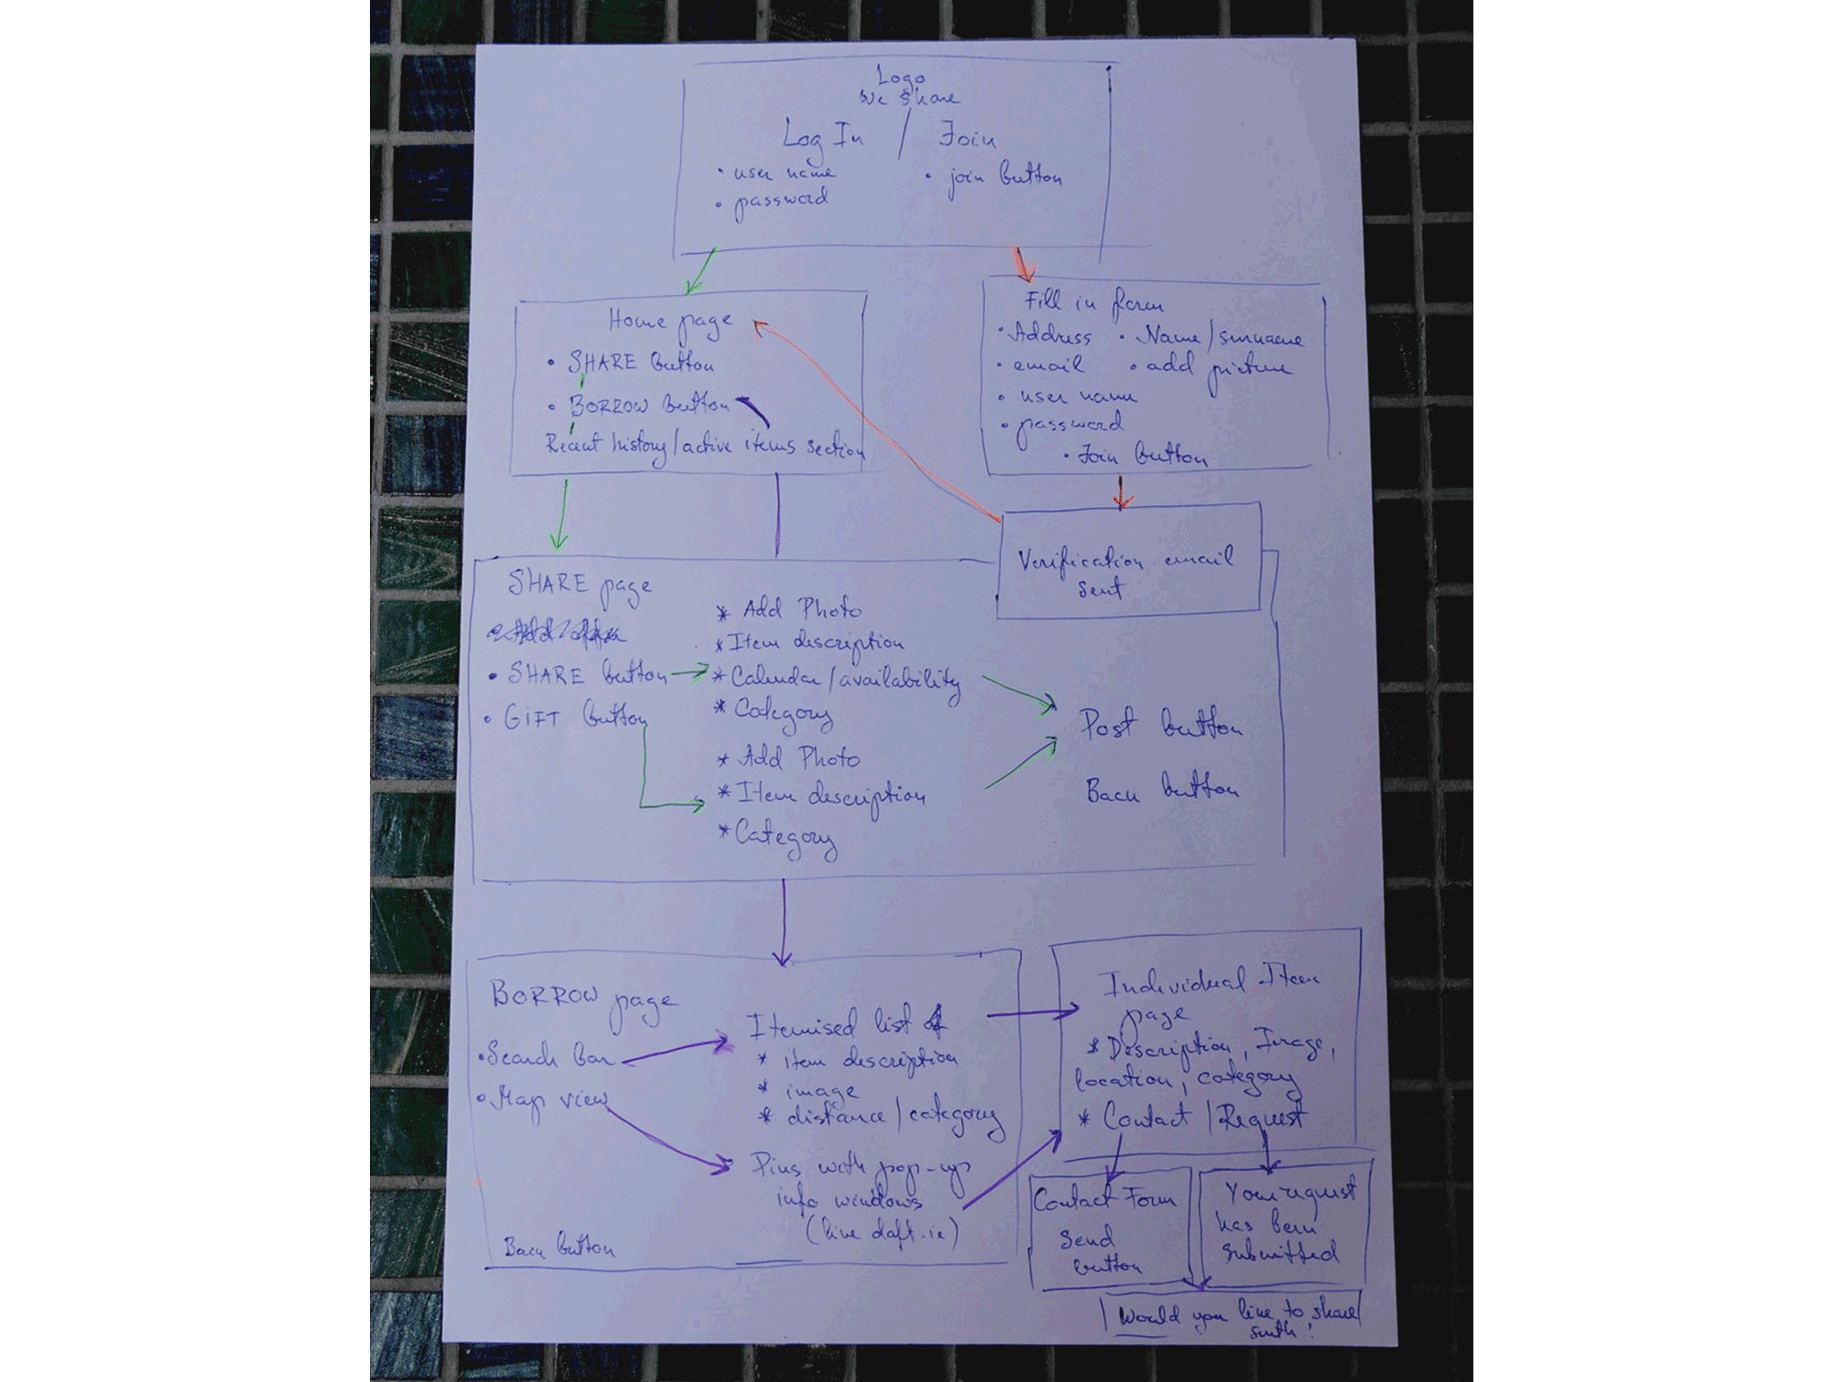 Logo
We Share
Log In / Join
• user name
• password
• join button
Home page
• SHARE button
• BORROW button
Recent history/active items section
Fill in form
• Address • Name/surname
• email • add picture
• user name
• password
• Join button
Verification email
sent
SHARE page
• SHARE button
• GIFT button
* Add Photo
* Item description
* Calendar/availability
* Category
* Add Photo
* Item description
* Category
Post button
Back button
BORROW page
• Search bar
• Map view
Itemised list of
* item description
* image
* distance/category
Pins with pop-up
info windows
(like daft.ie)
Back button
Individual Item
page
* Description, Image,
location, category
* Contact/Request
Contact Form
Send
button
Your request
has been
submitted
Would you like to share
smth?